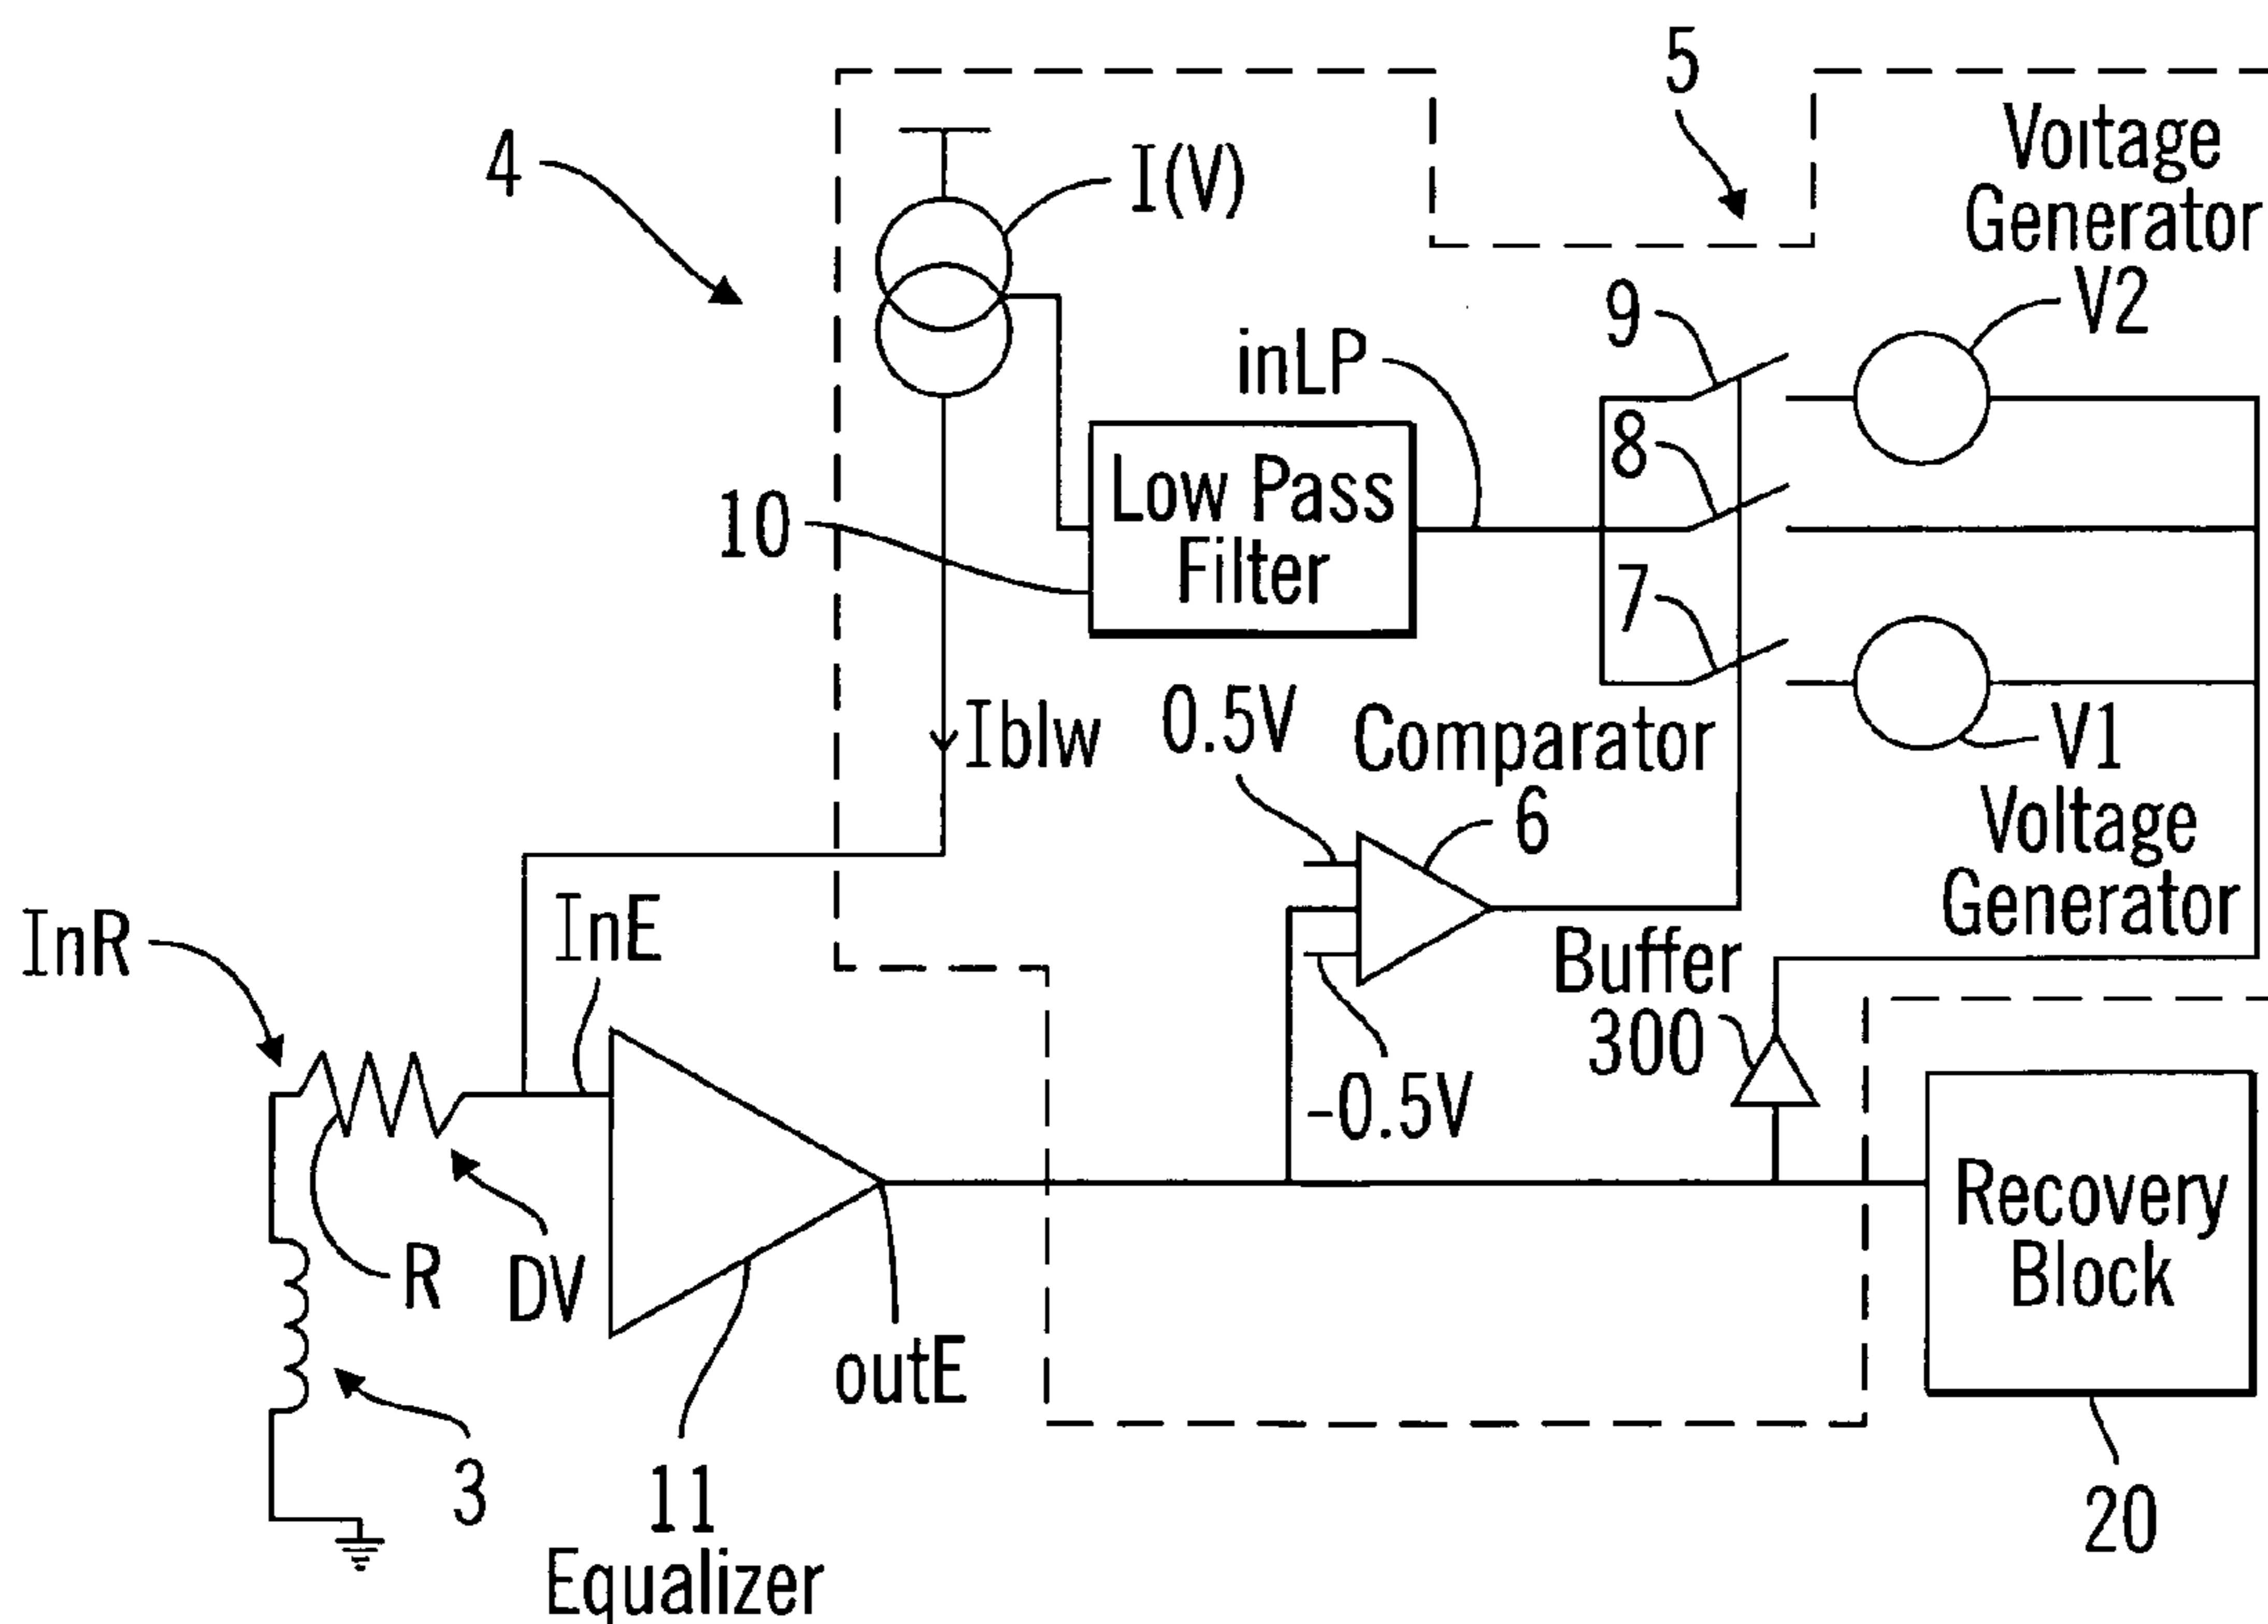 5
4
I(V)
Voltage
Generator
V2
9
inLP
8
10
Low Pass
Filter
7
0.5V
Iblw
Comparator
6
V1
Voltage
Generator
InR
InE
Buffer
300
-0.5V
R
DV
outE
Recovery
Block
3
11
Equalizer
20